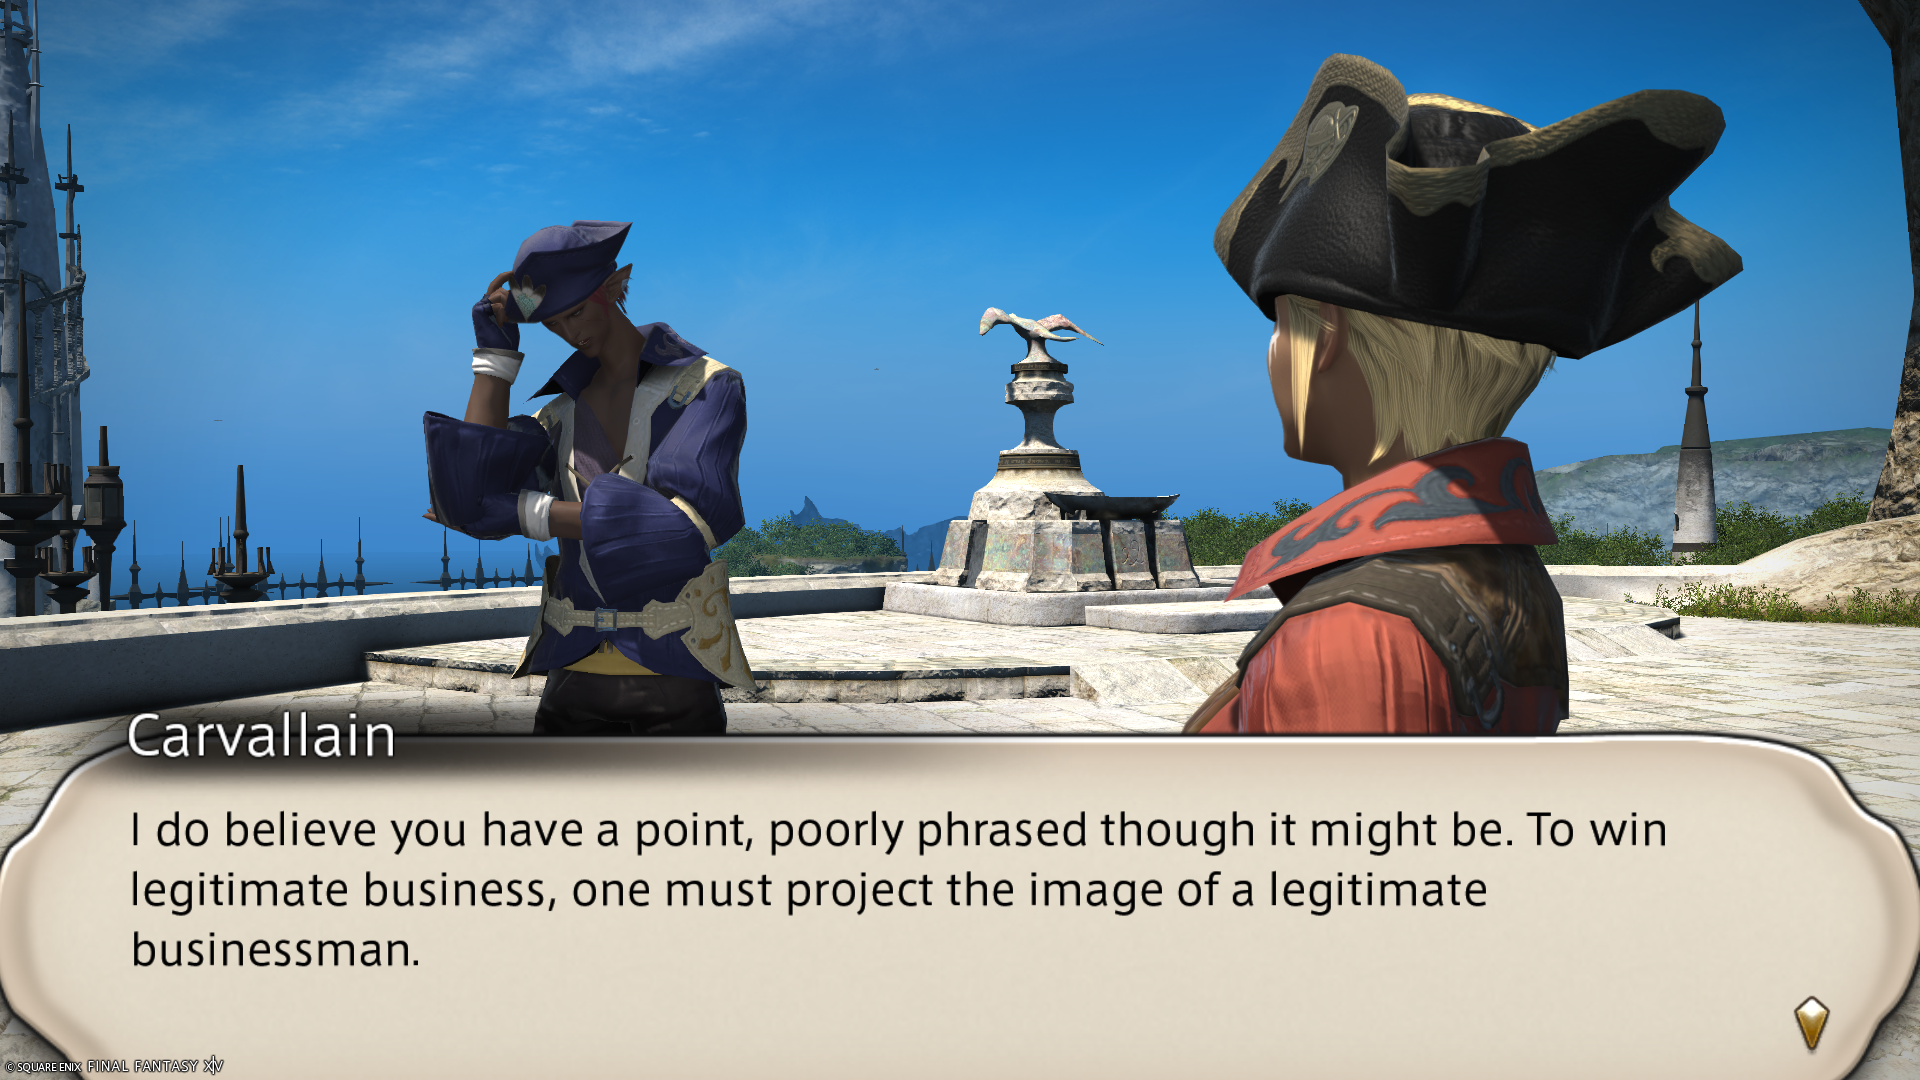 Carvallain
I do believe you have a point, poorly phrased though it might be. To win
legitimate business, one must project the image of a legitimate
businessman.
© SQUARE ENIX FINAL FANTASY XIV